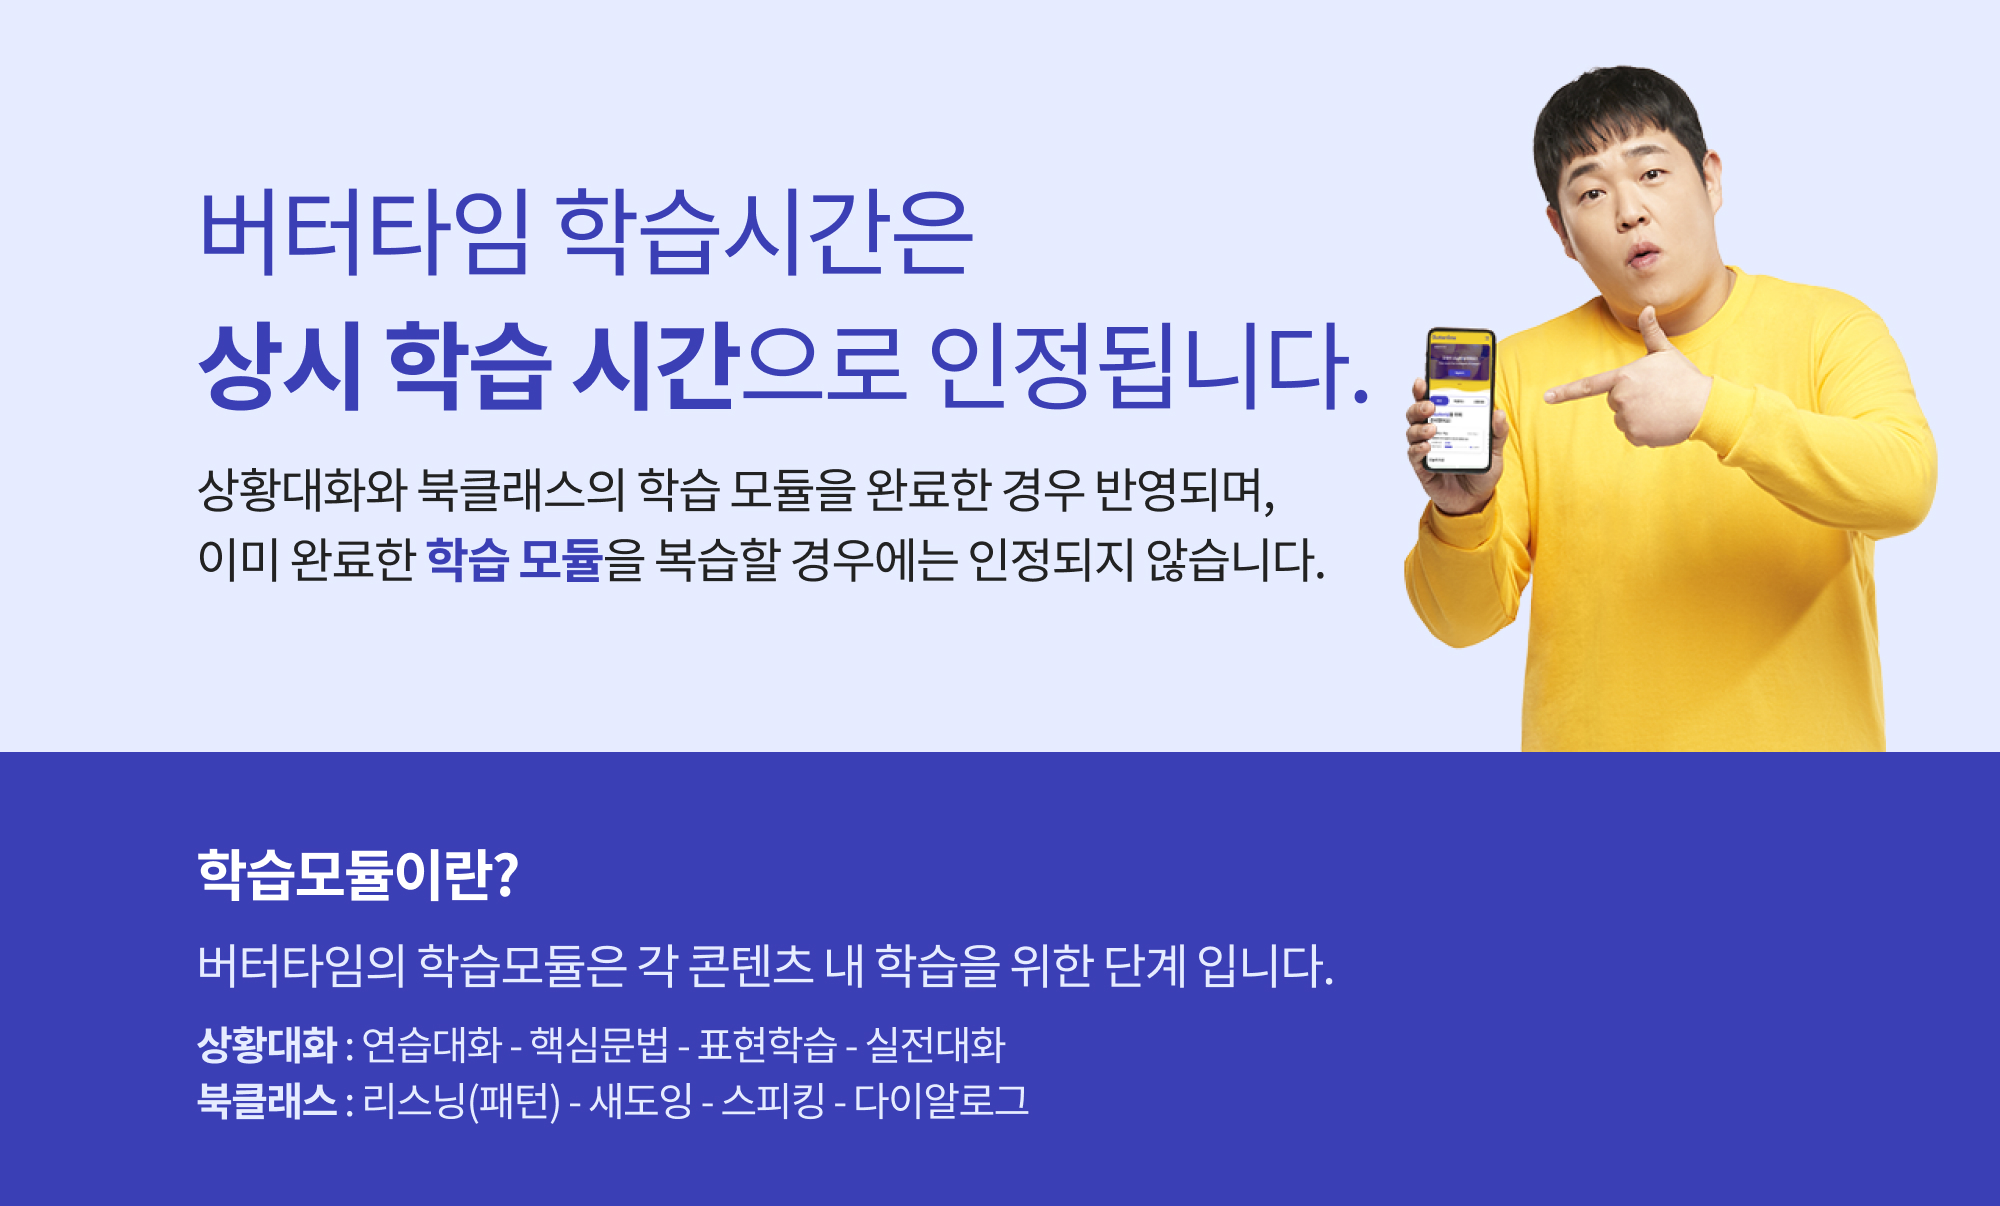 버터타임 학습시간은
상시 학습 시간으로 인정됩니다.
상황대화와 북클래스의 학습 모듈을 완료한 경우 반영되며,
이미 완료한 학습 모듈을 복습할 경우에는 인정되지 않습니다.
학습모듈이란?
버터타임의 학습모듈은 각 콘텐츠 내 학습을 위한 단계 입니다.
상황대화 : 연습대화 - 핵심문법 - 표현학습 - 실전대화
북클래스 : 리스닝(패턴) - 섀도잉 - 스피킹 - 다이알로그